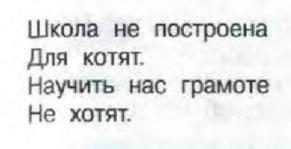 Школа не построена
Для котят.
Научить нас грамоте
Не хотят.